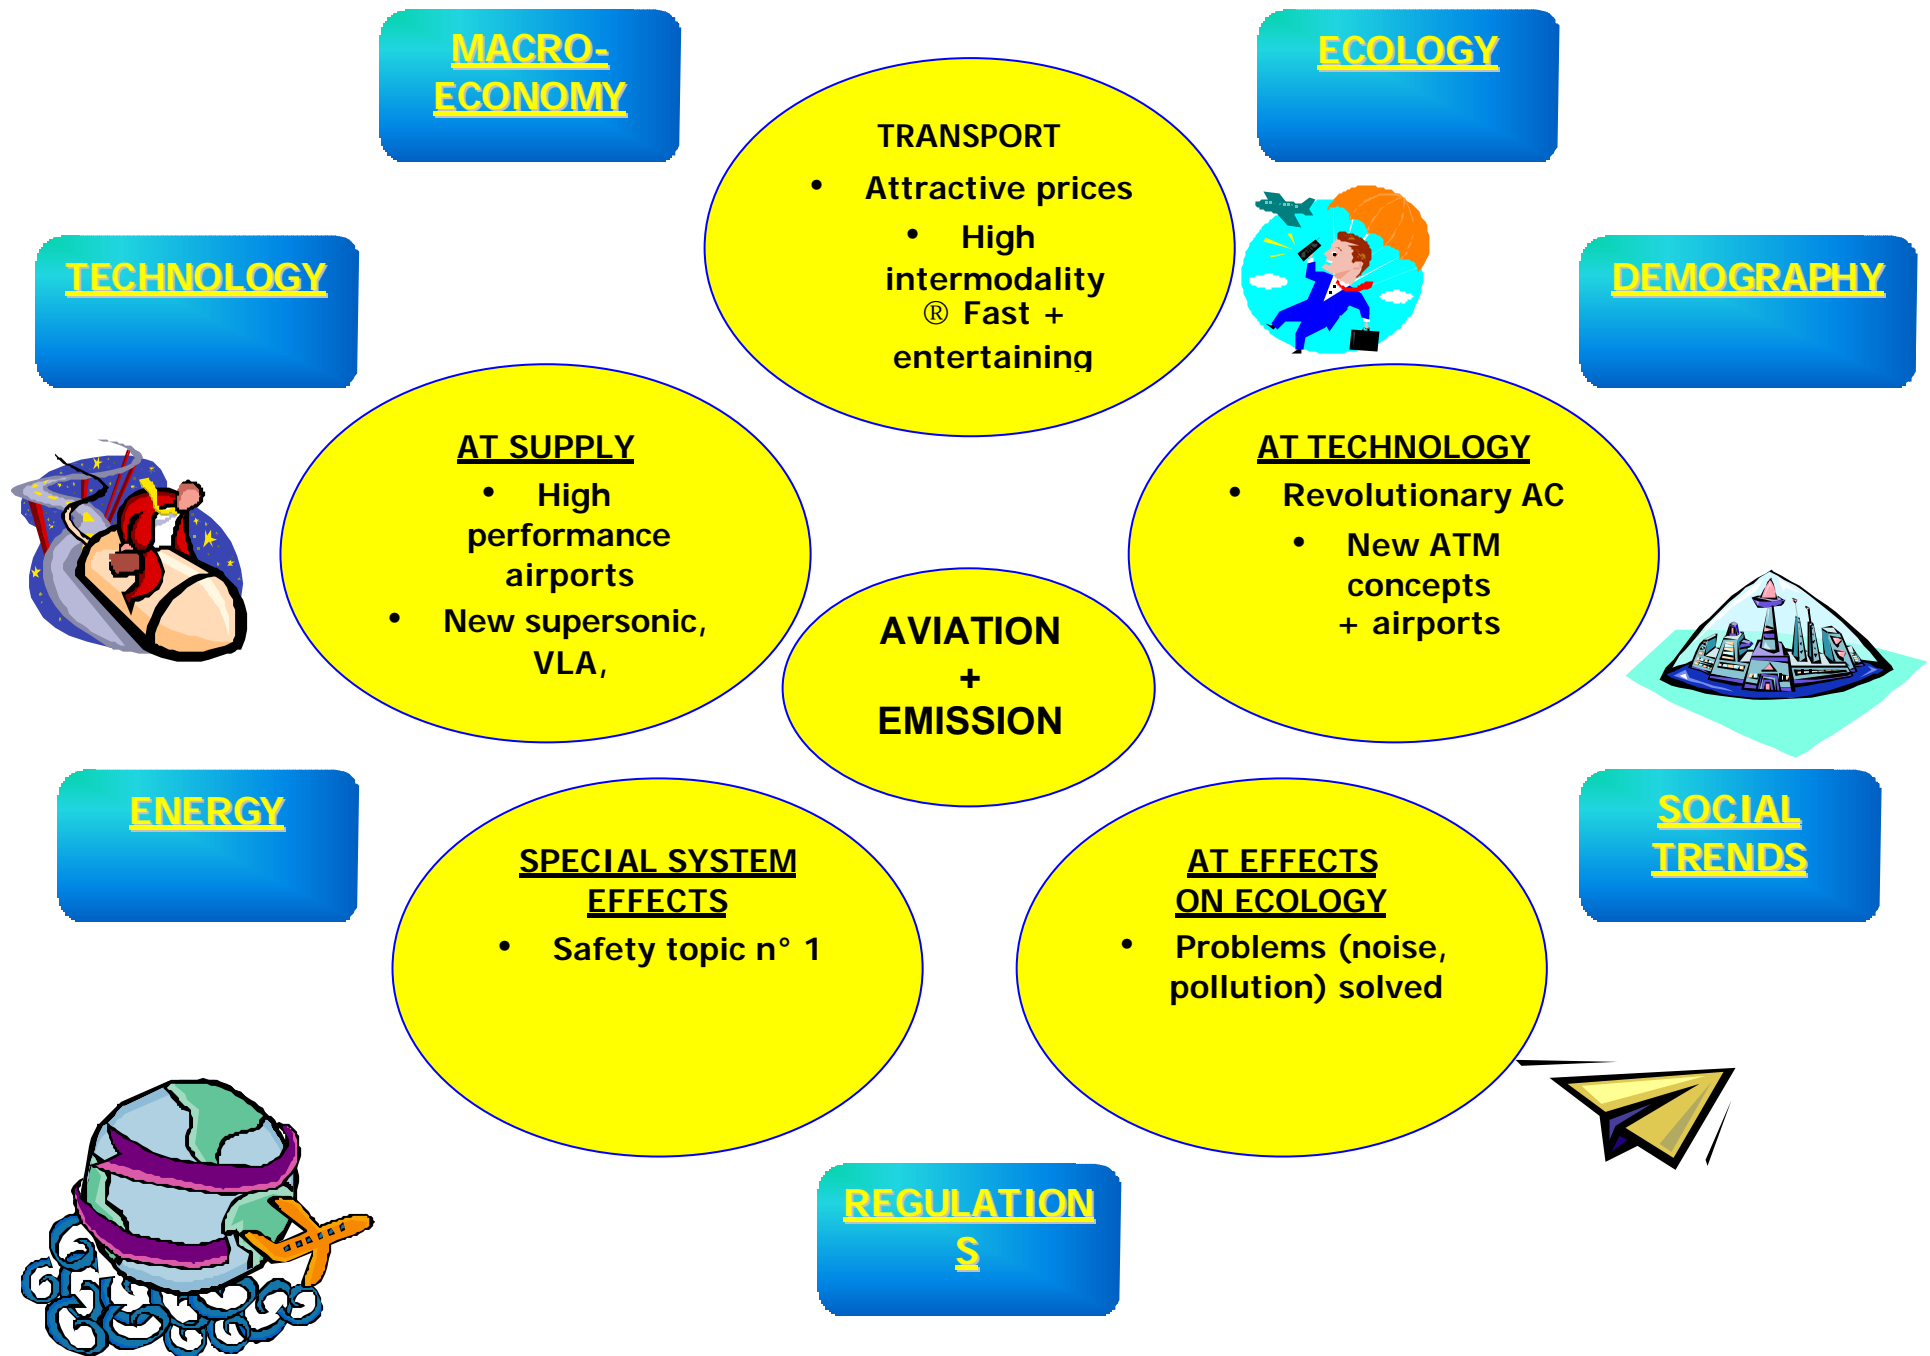 MACRO-
ECONOMY
ECOLOGY
TRANSPORT
• Attractive prices
• High
intermodality
® Fast +
entertaining
TECHNOLOGY
DEMOGRAPHY
AT SUPPLY
• High
performance
airports
• New supersonic,
VLA,
AT TECHNOLOGY
• Revolutionary AC
• New ATM
concepts
+ airports
AVIATION
+
EMISSION
ENERGY
SOCIAL
TRENDS
SPECIAL SYSTEM
EFFECTS
• Safety topic n° 1
AT EFFECTS
ON ECOLOGY
• Problems (noise,
pollution) solved
REGULATION
S